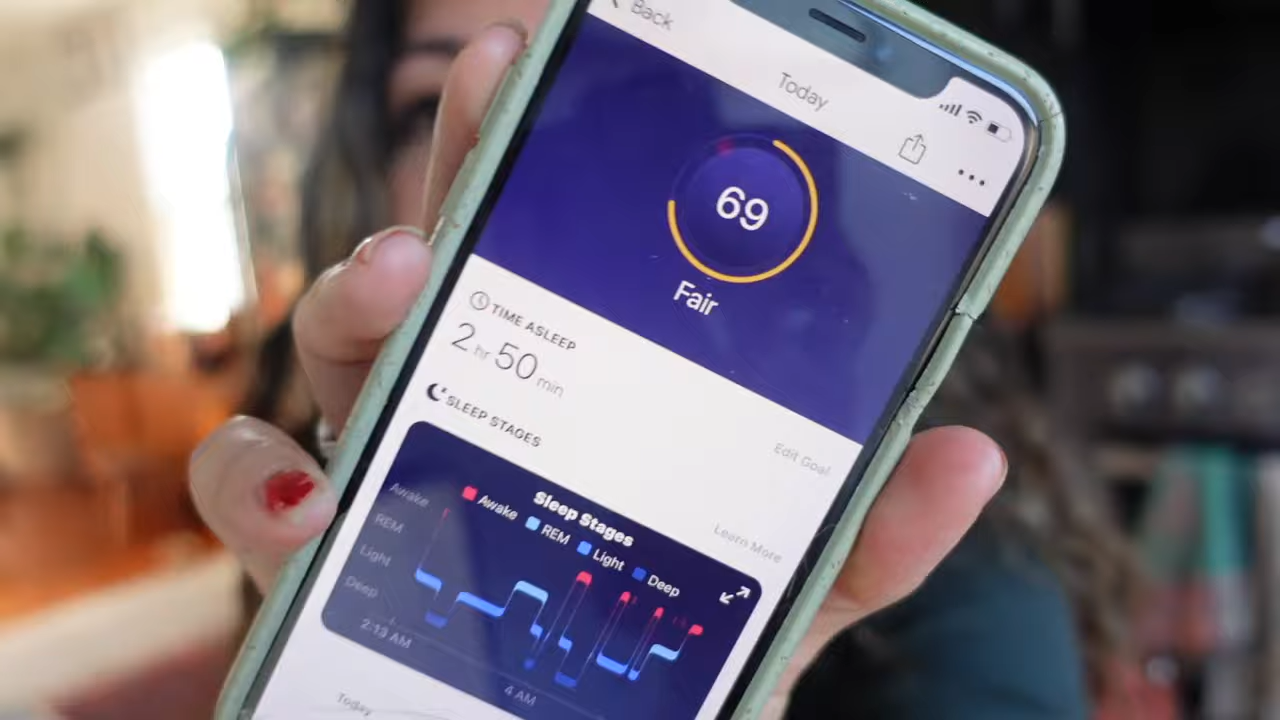 Back
Today
69
Fair
TIME ASLEEP
2 hr 50 min
Edit Goal
SLEEP STAGES
Learn More
Sleep Stages
Awake REM Light Deep
Awake
REM
Light
Deep
2:13 AM
4 AM
Today